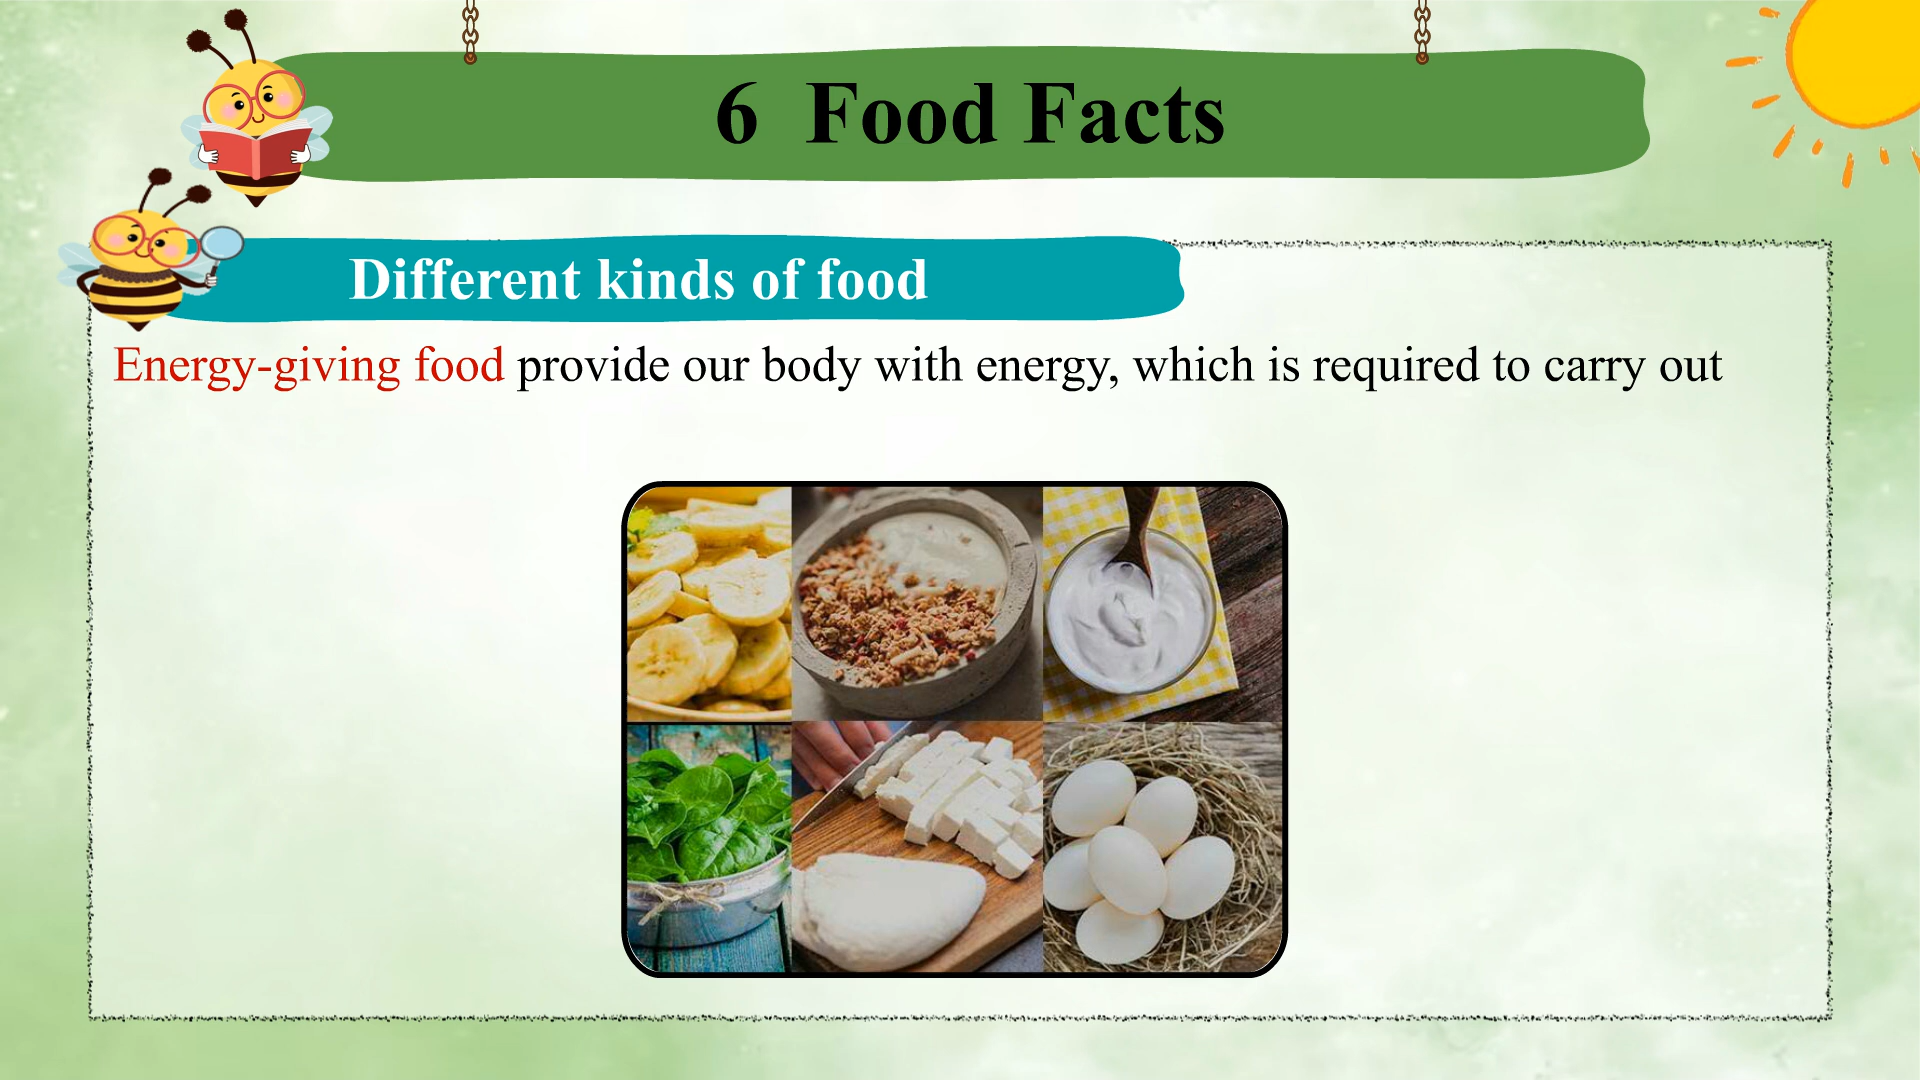 6 Food Facts
Different kinds of food
Energy-giving food provide our body with energy, which is required to carry out